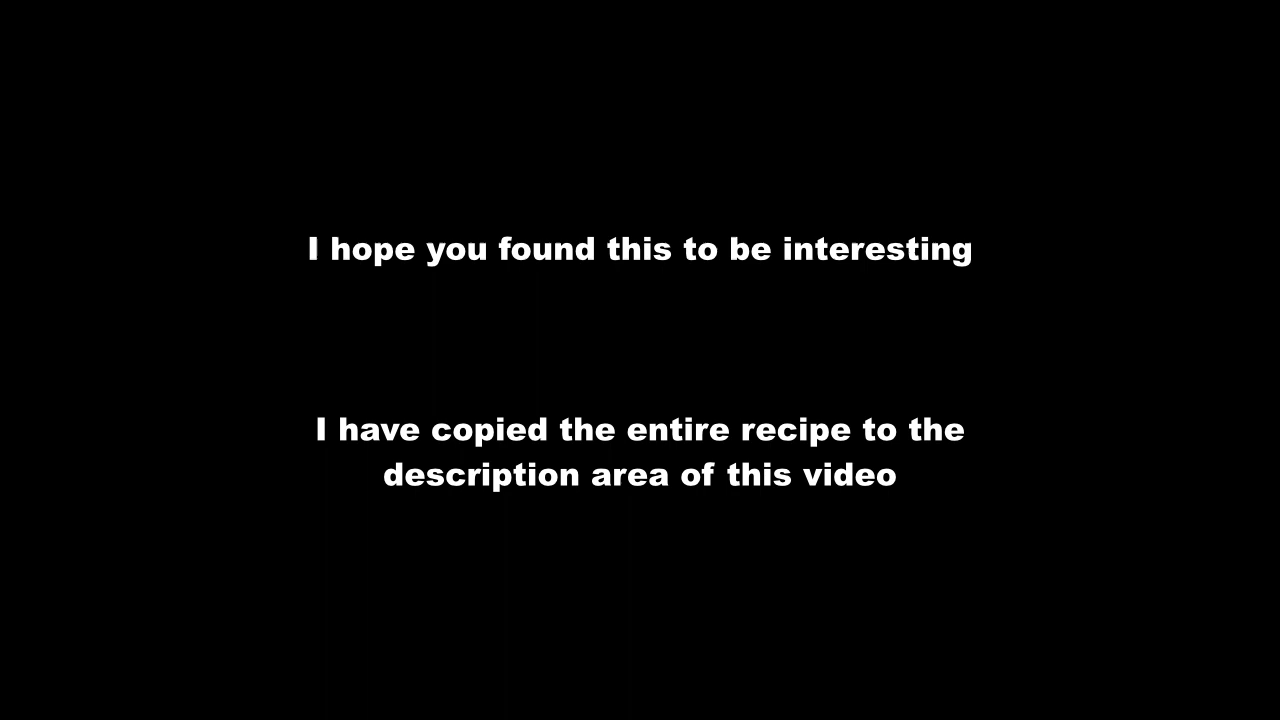 I hope you found this to be interesting
I have copied the entire recipe to the
description area of this video